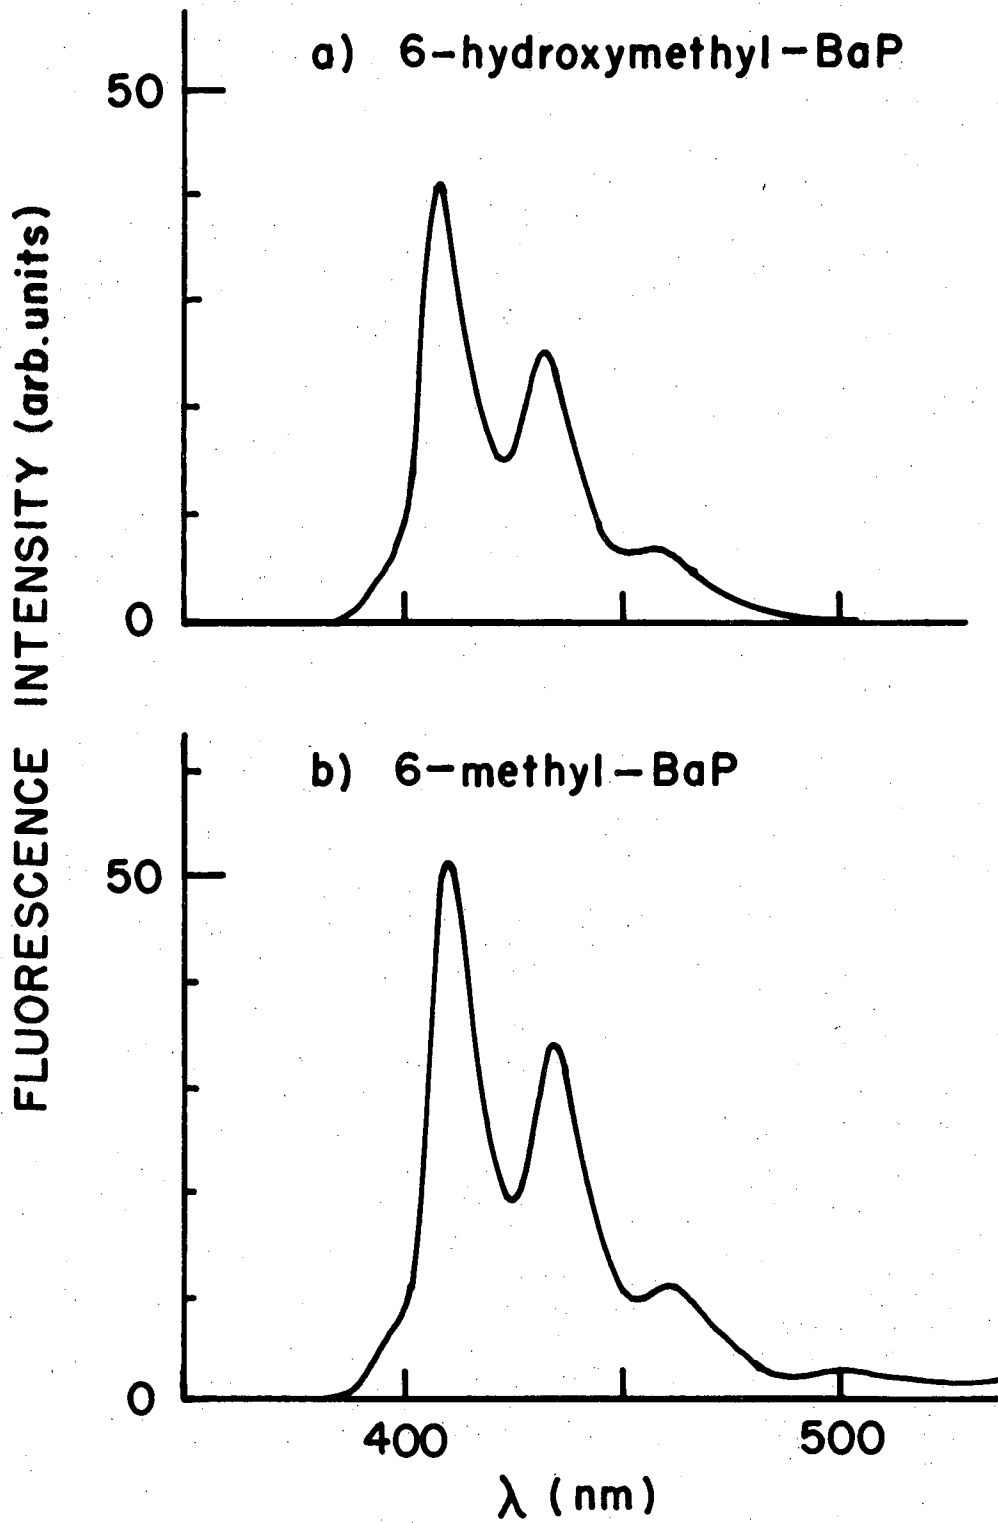 a) 6-hydroxymethyl-BaP
50
0
FLUORESCENCE INTENSITY (arb.units)
b) 6-methyl-BaP
50
0
400 500
λ (nm)